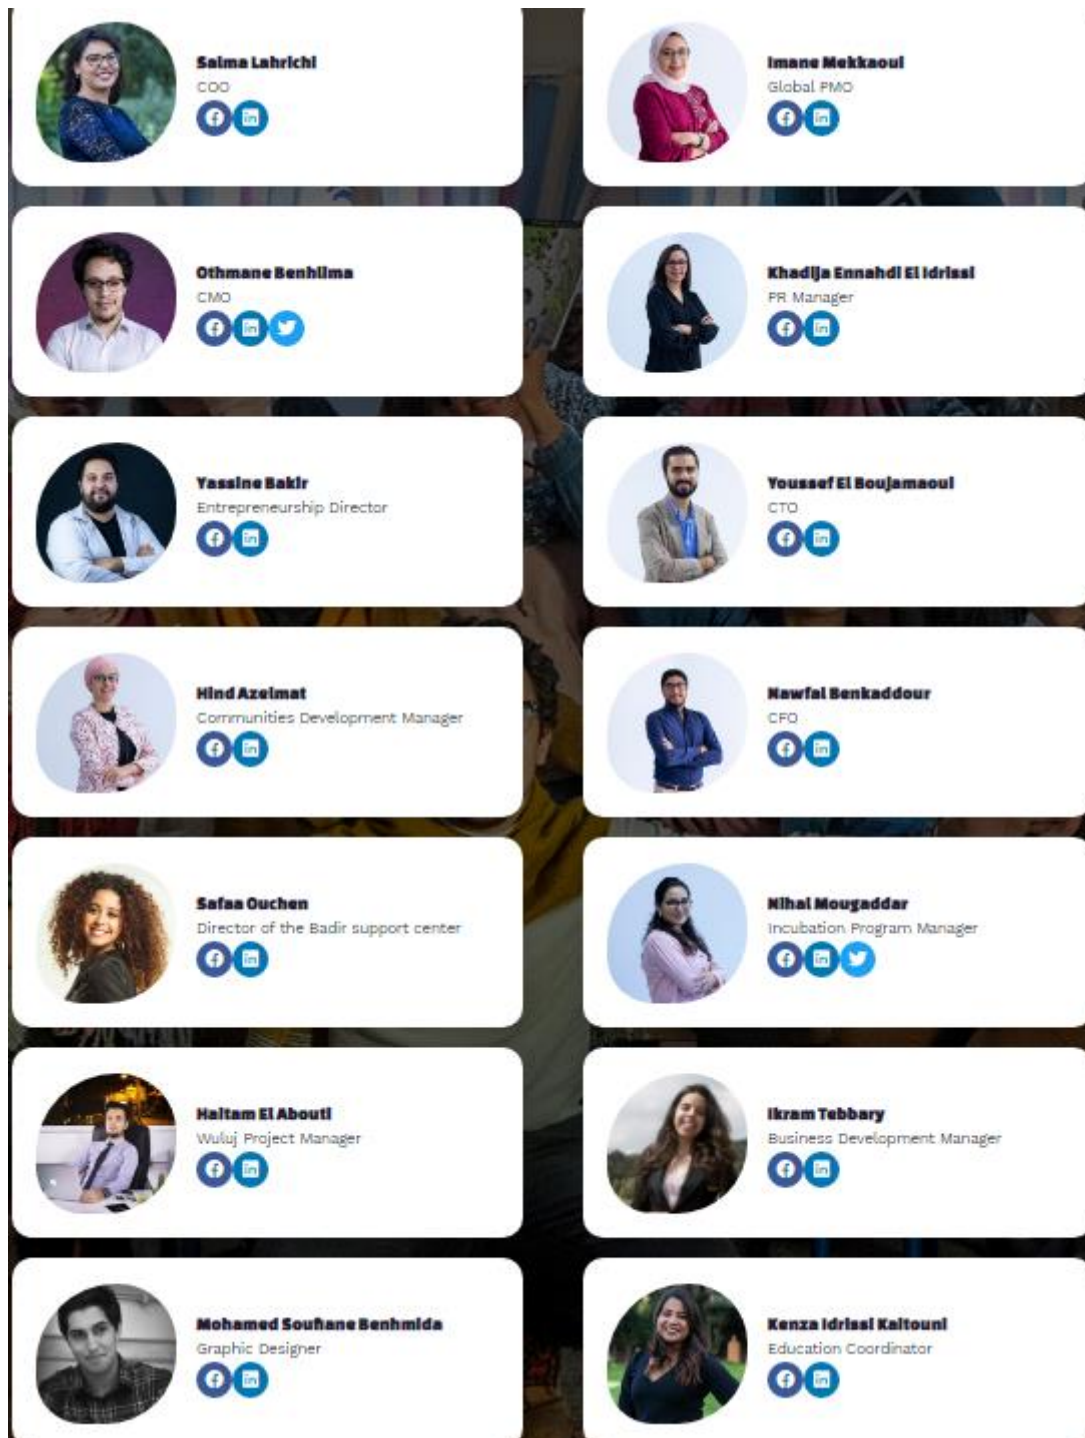 Salma Lahrichi
COO
Imane Mekkaoui
Global PMO
Othmane Benhlima
CMO
Khadija Ennahdi El Idrissi
PR Manager
Yassine Bakir
Entrepreneurship Director
Youssef El Boujamaoui
CTO
Hind Azelmat
Communities Development Manager
Nawfal Benkaddour
CFO
Safaa Ouchen
Director of the Badir support center
Nihal Mougaddar
Incubation Program Manager
Haitam El Abouti
Wuluj Project Manager
Ikram Tebbary
Business Development Manager
Mohamed Soufiane Benhmida
Graphic Designer
Kenza Idrissi Kaitouni
Education Coordinator